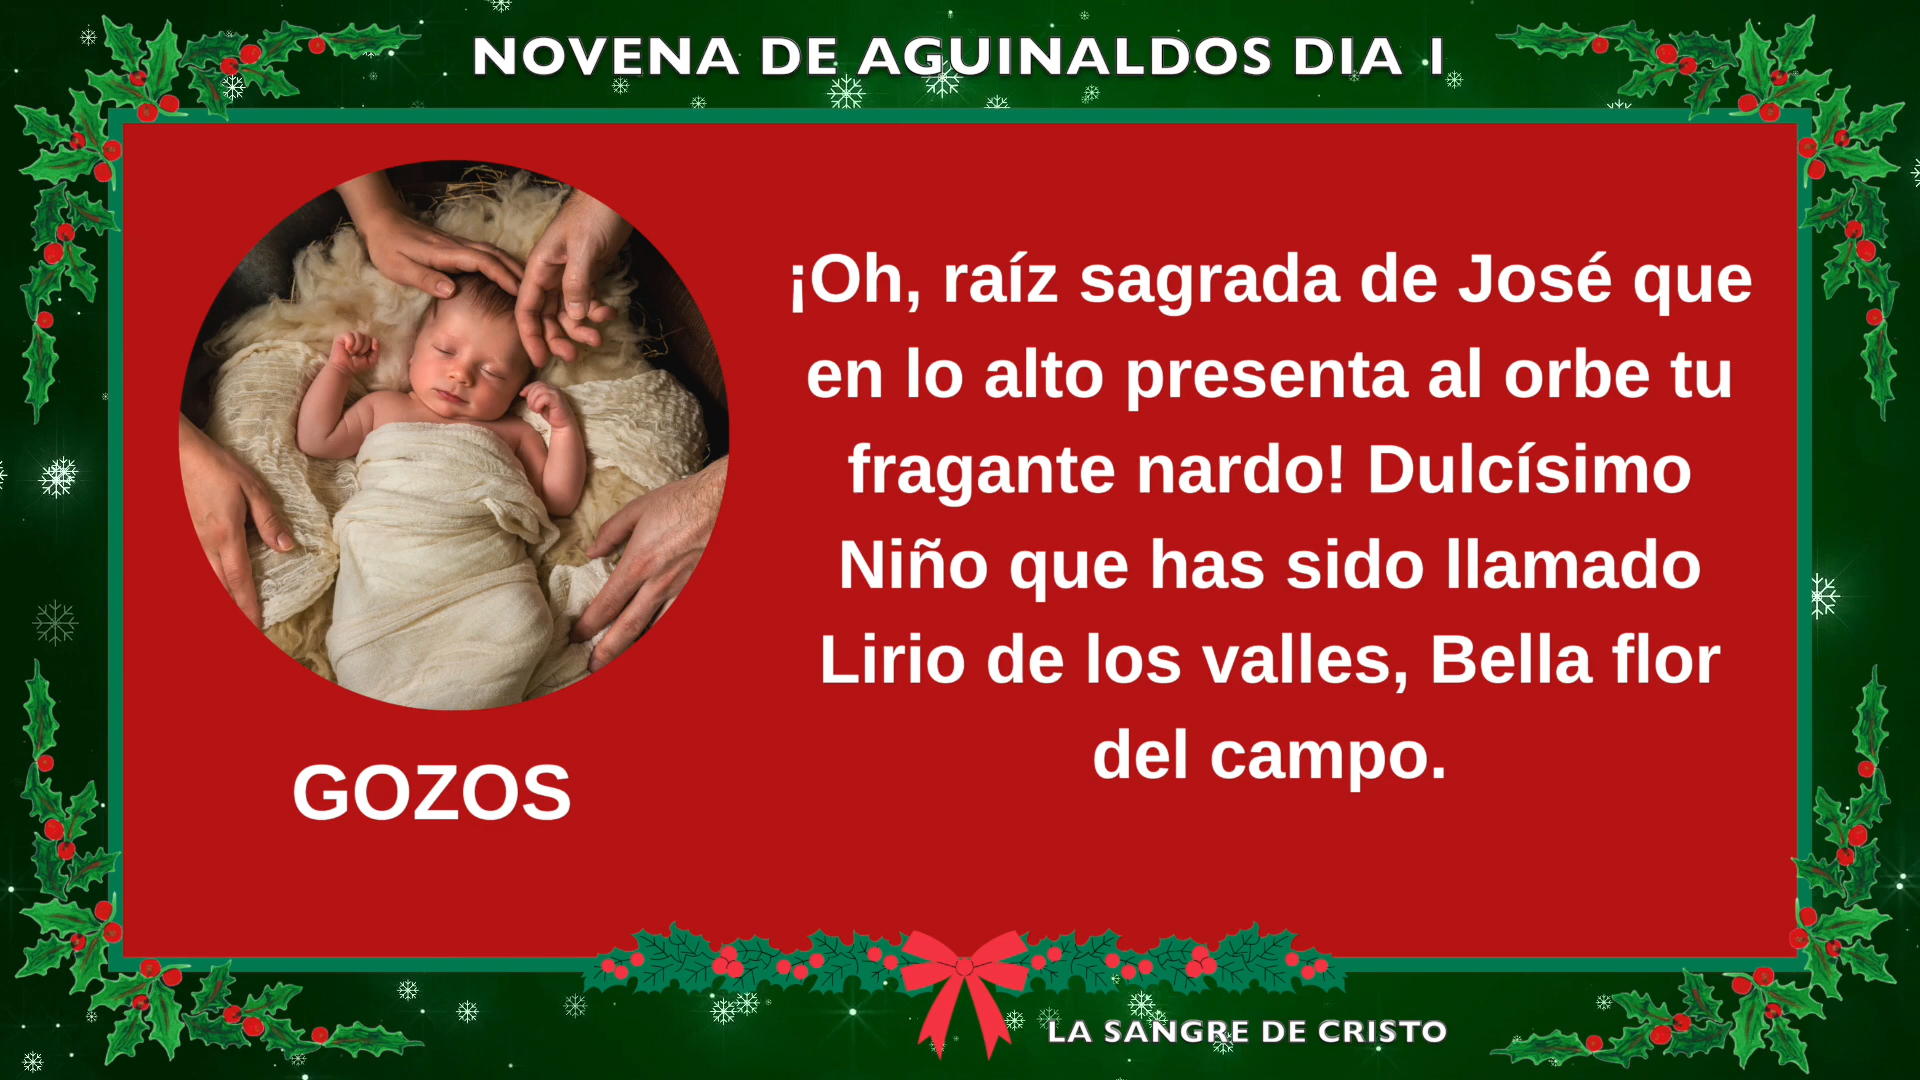 NOVENA DE AGUINALDOS DIA I
¡Oh, raíz sagrada de José que
en lo alto presenta al orbe tu
fragante nardo! Dulcísimo
Niño que has sido llamado
Lirio de los valles, Bella flor
del campo.
GOZOS
LA SANGRE DE CRISTO